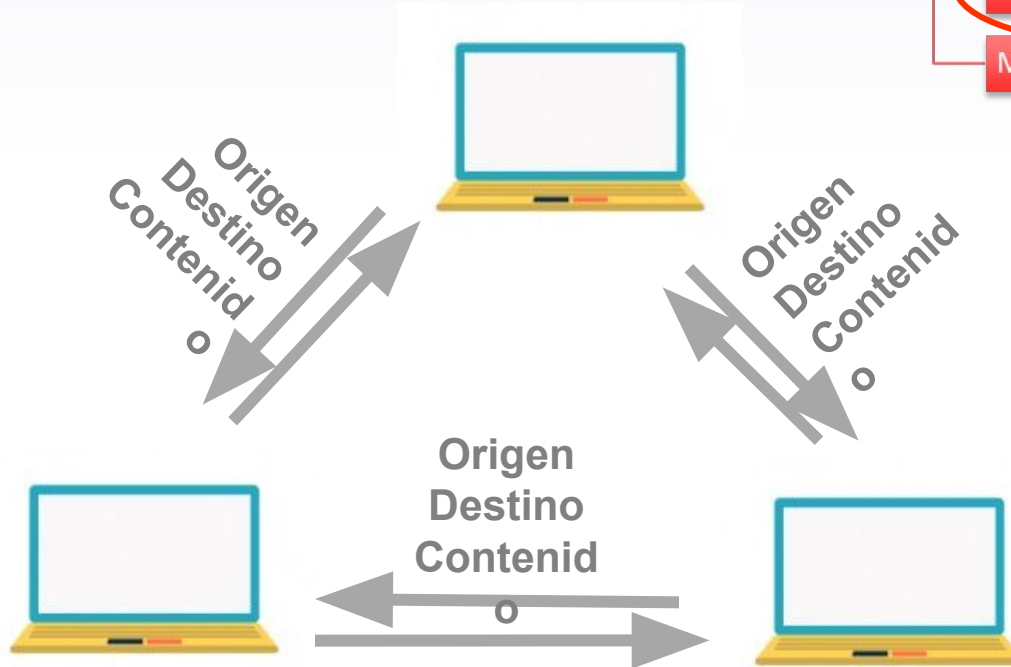 Origen
Destino
Contenid
o
Origen
Destino
Contenid
o
Origen
Destino
Contenid
o